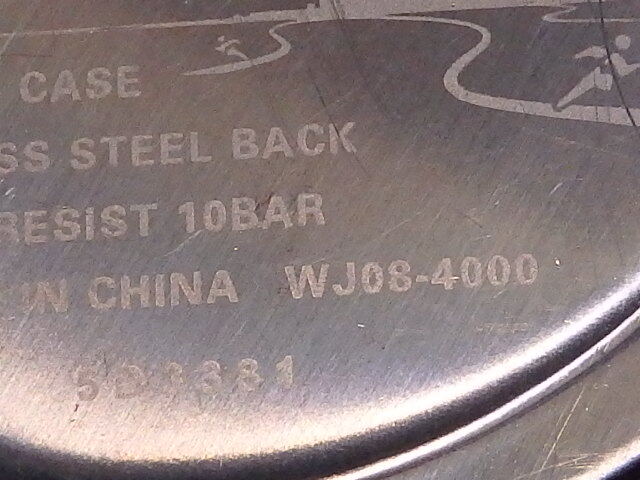 CASE
SS STEEL BACK
RESIST 10BAR
IN CHINA WJ08-4000